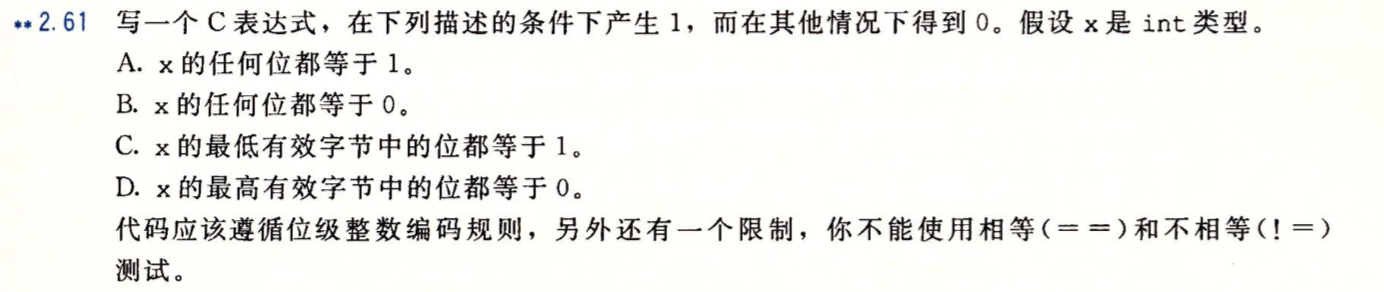 **2.61 写一个 C 表达式，在下列描述的条件下产生 1，而在其他情况下得到 0。假设 x 是 int 类型。
A. x 的任何位都等于 1。
B. x 的任何位都等于 0。
C. x 的最低有效字节中的位都等于 1。
D. x 的最高有效字节中的位都等于 0。
代码应该遵循位级整数编码规则，另外还有一个限制，你不能使用相等(==)和不相等(!=)
测试。